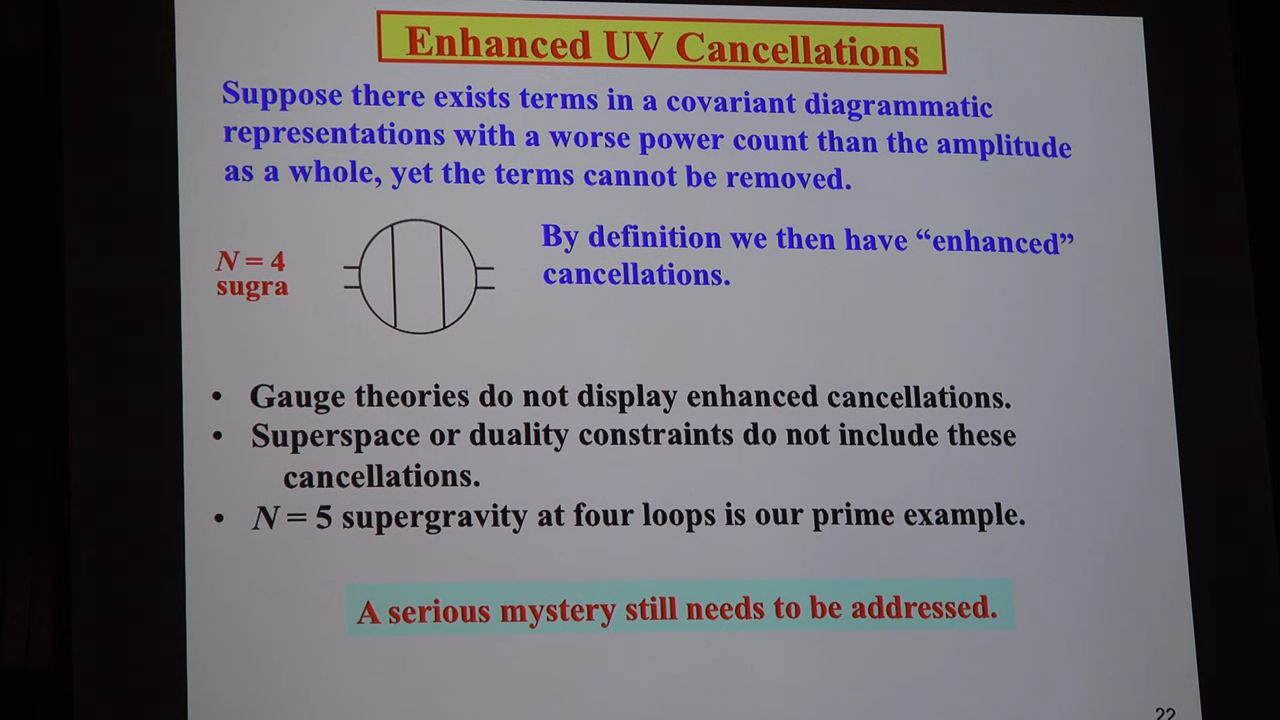 Enhanced UV Cancellations
Suppose there exists terms in a covariant diagrammatic
representations with a worse power count than the amplitude
as a whole, yet the terms cannot be removed.
N = 4
sugra
By definition we then have “enhanced”
cancellations.
• Gauge theories do not display enhanced cancellations.
• Superspace or duality constraints do not include these
cancellations.
• N = 5 supergravity at four loops is our prime example.
A serious mystery still needs to be addressed.
22